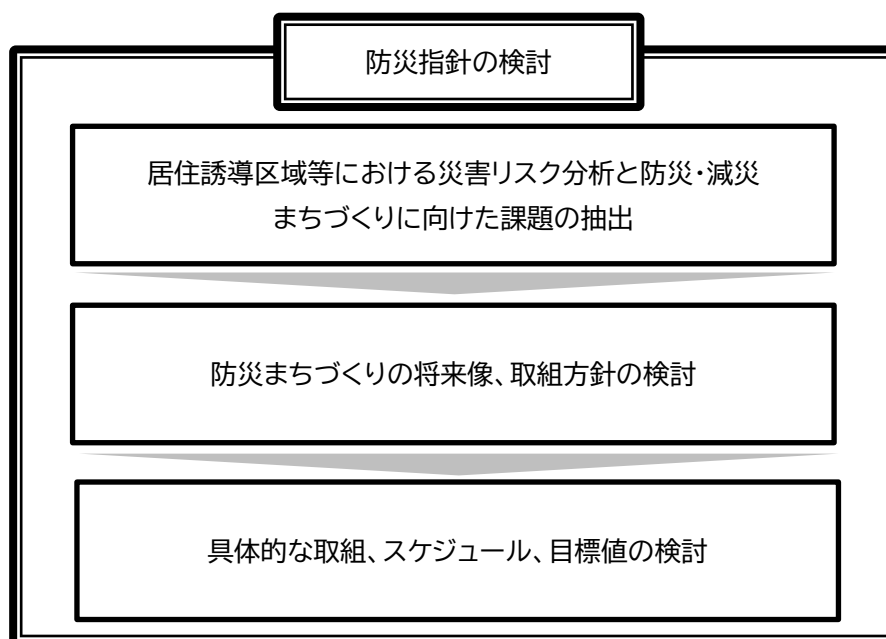 防災指針の検討
居住誘導区域等における災害リスク分析と防災・減災
まちづくりに向けた課題の抽出
防災まちづくりの将来像、取組方針の検討
具体的な取組、スケジュール、目標値の検討